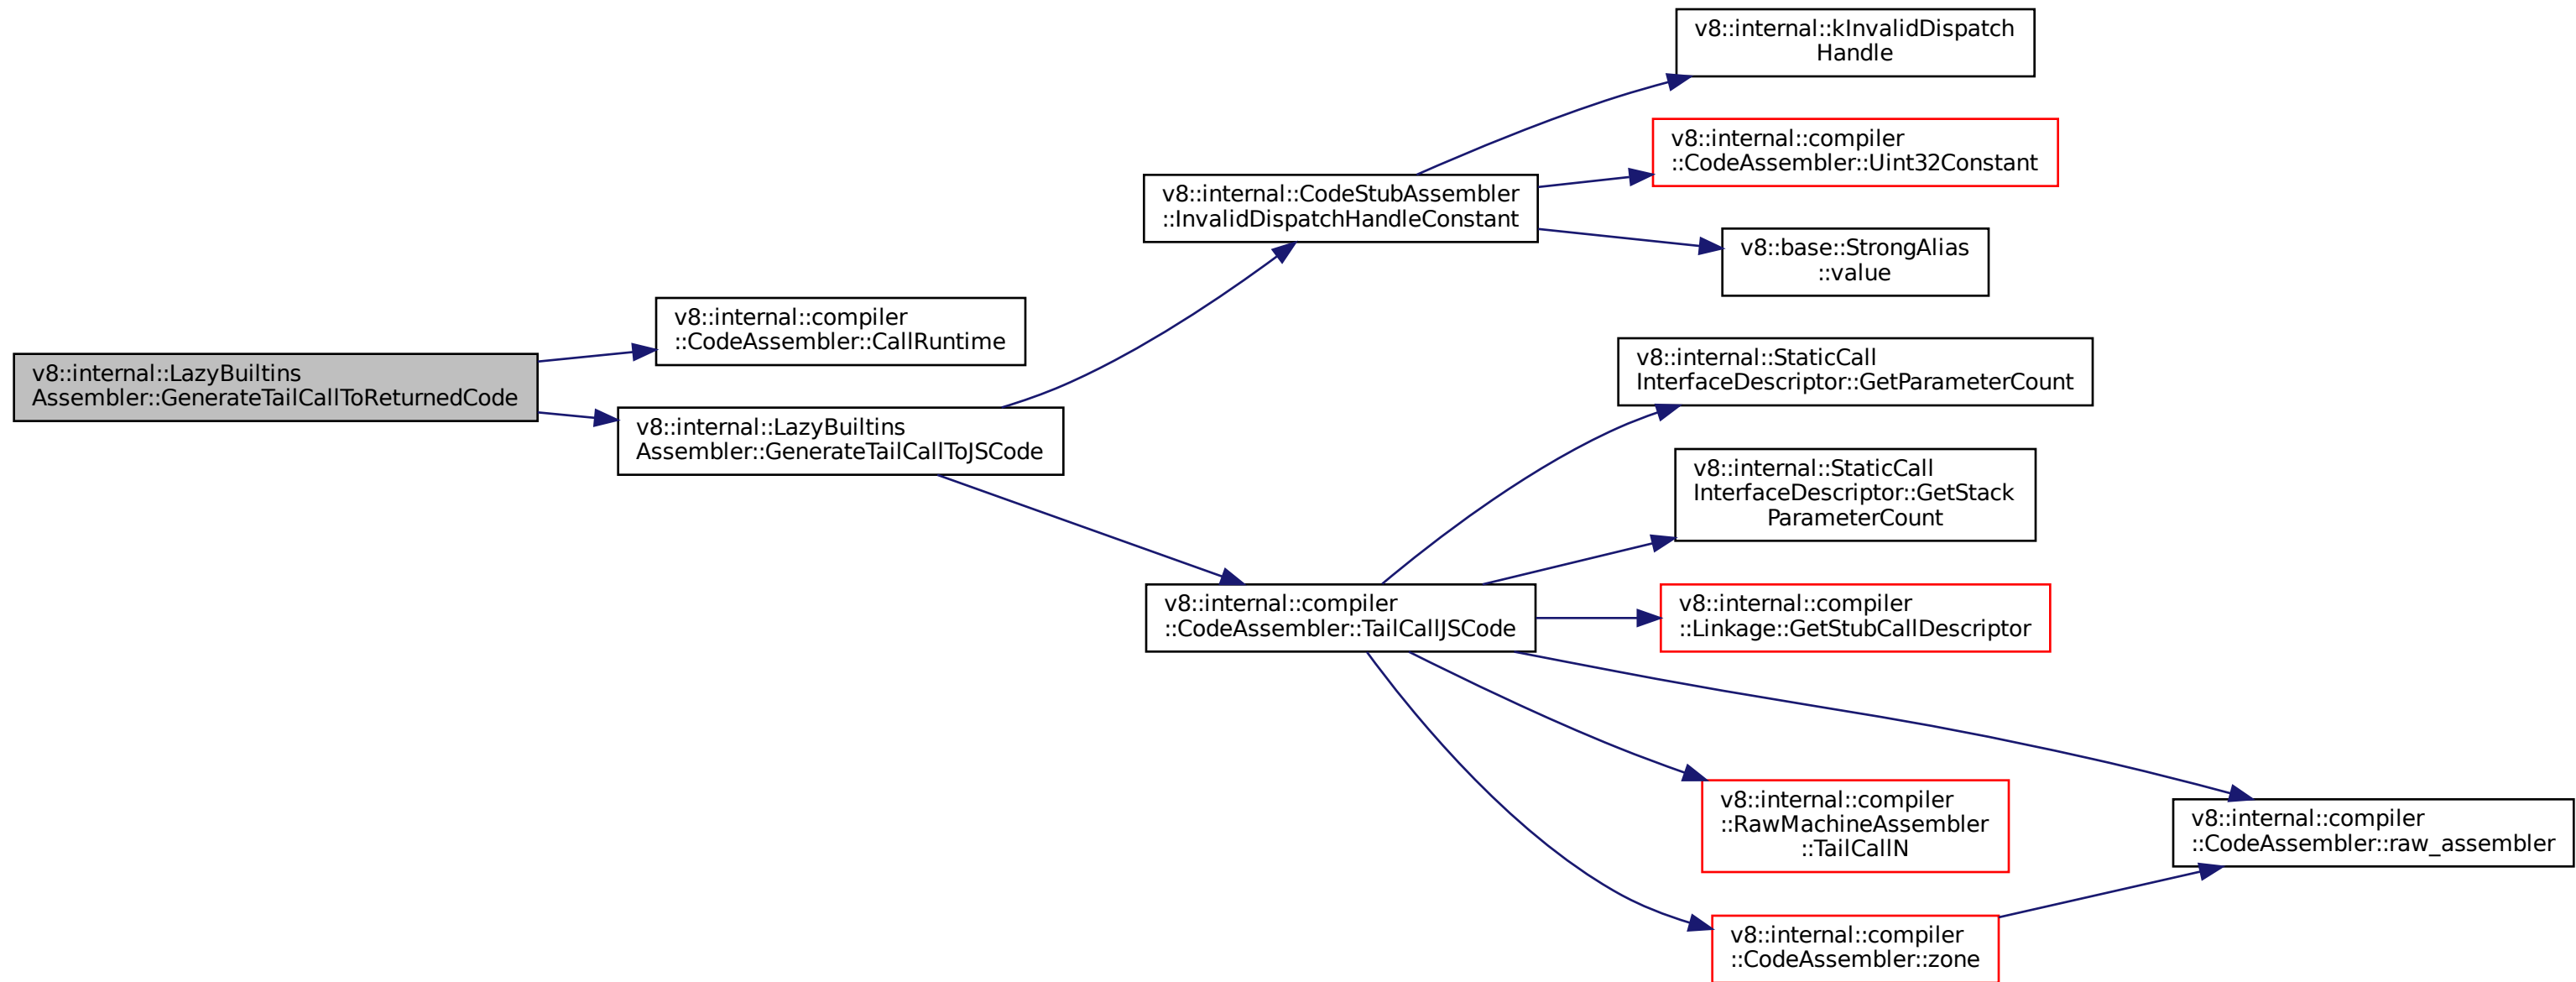 v8::internal::LazyBuiltins
Assembler::GenerateTailCallToReturnedCode
v8::internal::compiler
::CodeAssembler::CallRuntime
v8::internal::LazyBuiltins
Assembler::GenerateTailCallToJSCode
v8::internal::CodeStubAssembler
::InvalidDispatchHandleConstant
v8::internal::kInvalidDispatch
Handle
v8::internal::compiler
::CodeAssembler::Uint32Constant
v8::base::StrongAlias
::value
v8::internal::compiler
::CodeAssembler::TailCallJSCode
v8::internal::StaticCall
InterfaceDescriptor::GetParameterCount
v8::internal::StaticCall
InterfaceDescriptor::GetStack
ParameterCount
v8::internal::compiler
::Linkage::GetStubCallDescriptor
v8::internal::compiler
::RawMachineAssembler
::TailCallN
v8::internal::compiler
::CodeAssembler::zone
v8::internal::compiler
::CodeAssembler::raw_assembler